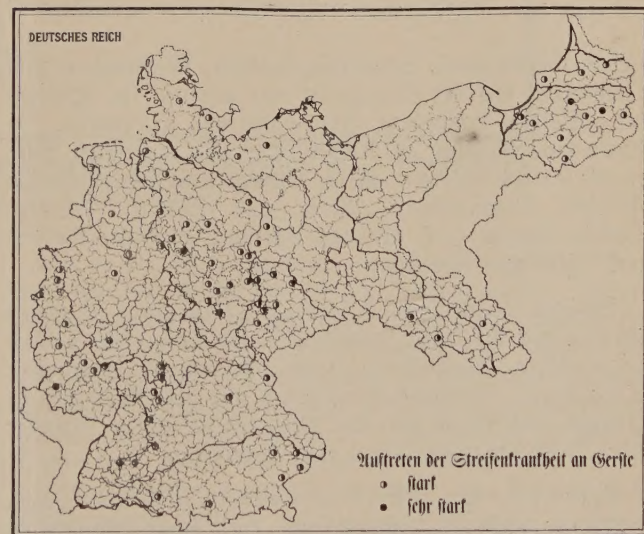 DEUTSCHES REICH
Auftreten der Streifenkrankheit an Gerste
stark
sehr stark